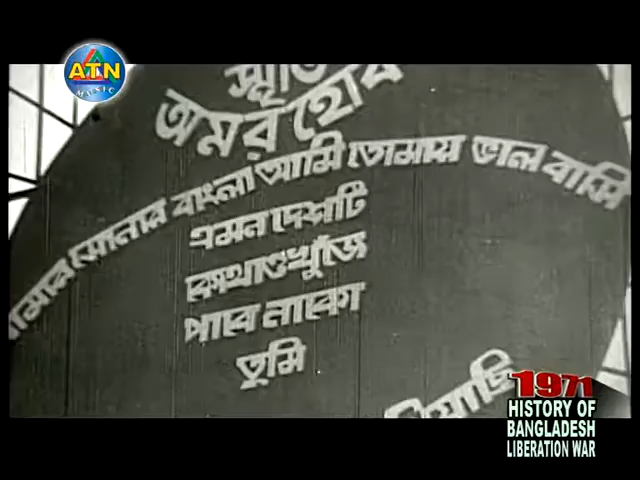 ATN
MUSIC
স্মৃতি
অমর হোক
আমার সোনার বাংলা আমি তোমায় ভাল বাসি
এমন দেশটি
কোথাও খুঁজে
পাবে নাকো
তুমি
1971
HISTORY OF
BANGLADESH
LIBERATION WAR